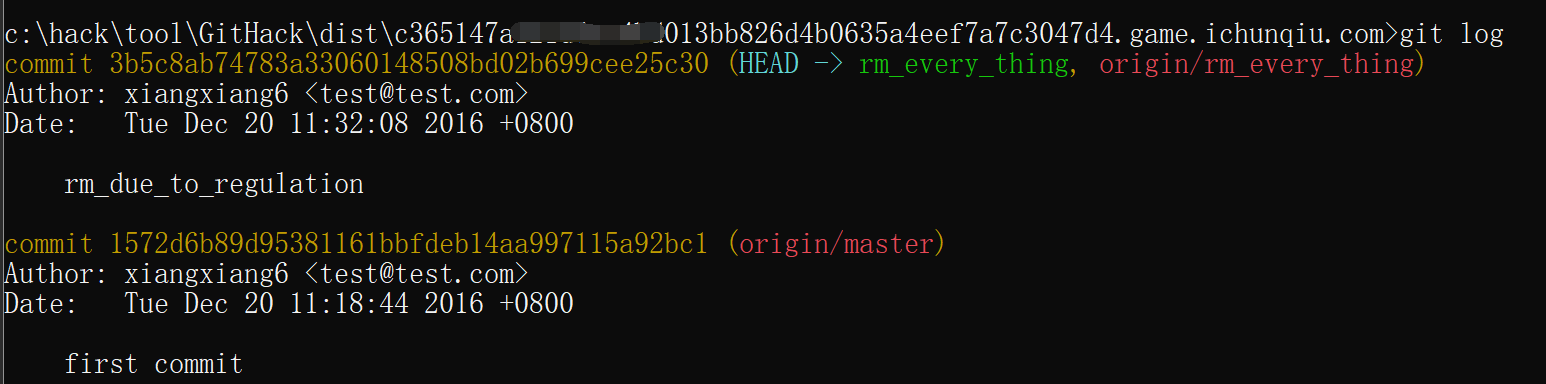 c:\hack\tool\GitHack\dist\c365147a 013bb826d4b0635a4eef7a7c3047d4.game.ichunqiu.com>git log
commit 3b5c8ab74783a33060148508bd02b699cee25c30 (HEAD -> rm_every_thing, origin/rm_every_thing)
Author: xiangxiang6 <test@test.com>
Date:   Tue Dec 20 11:32:08 2016 +0800
rm_due_to_regulation
commit 1572d6b89d95381161bbfdeb14aa997115a92bc1 (origin/master)
Author: xiangxiang6 <test@test.com>
Date:   Tue Dec 20 11:18:44 2016 +0800
first commit